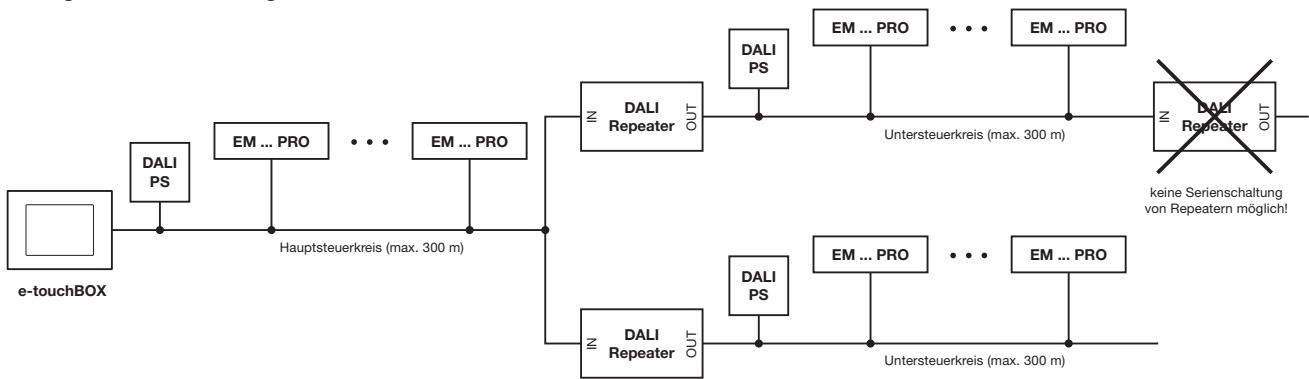 EM ... PRO
• • •
EM ... PRO
DALI
PS
IN
DALI
Repeater
OUT
IN
DALI
Repeater
OUT
Untersteuerkreis (max. 300 m)
keine Serienschaltung
von Repeatern möglich!
EM ... PRO
• • •
EM ... PRO
DALI
PS
Hauptsteuerkreis (max. 300 m)
e-touchBOX
EM ... PRO
• • •
EM ... PRO
DALI
PS
IN
DALI
Repeater
OUT
Untersteuerkreis (max. 300 m)